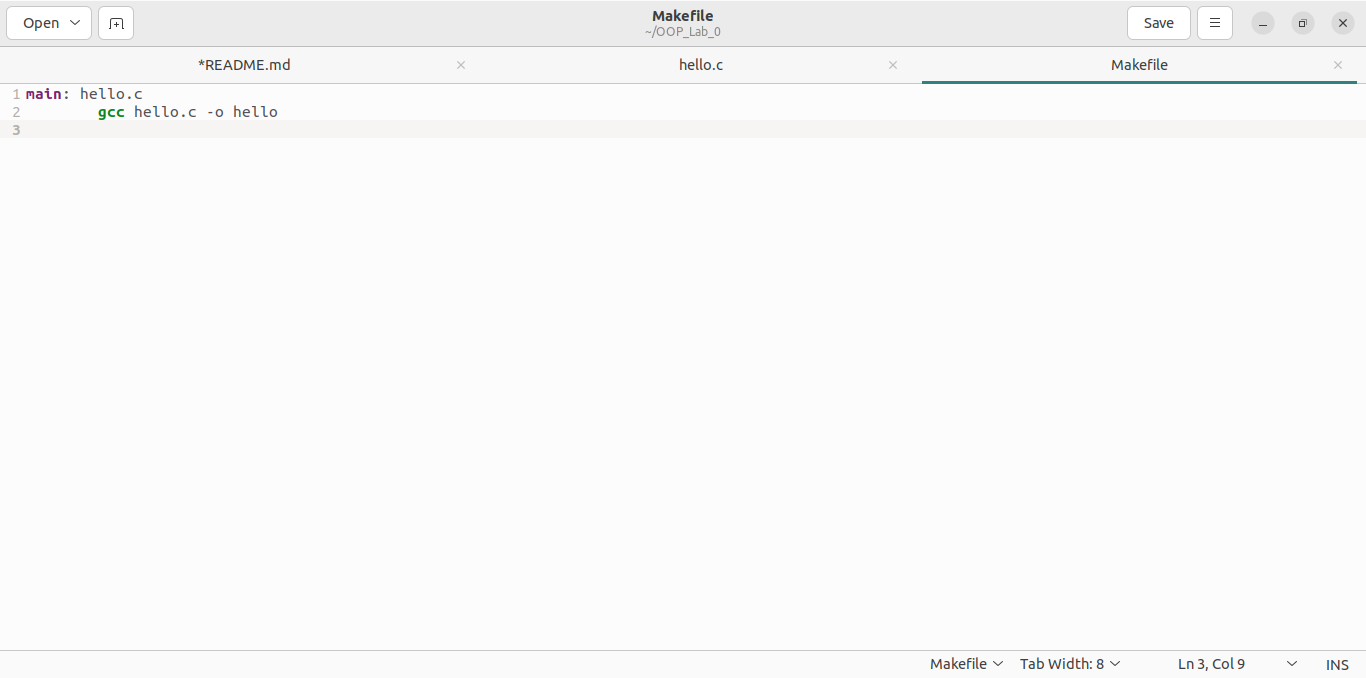 Open
Makefile
~/OOP_Lab_0
Save
*README.md
hello.c
Makefile
1 main: hello.c
2         gcc hello.c -o hello
3
Makefile
Tab Width: 8
Ln 3, Col 9
INS